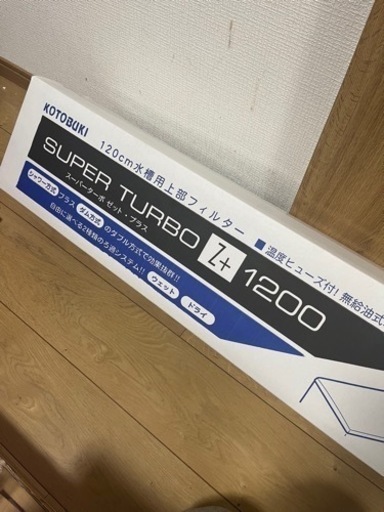 KOTOBUKI
120cm水槽用上部フィルター
SUPER TURBO Z+ 1200
スーパーターボ ゼット・プラス
■温度ヒューズ付!無給油式
シャワー方式 プラス ダム方式 のダブル方式で効果抜群!!
自由に選べる2種類のろ過システム!! ウェット ドライ